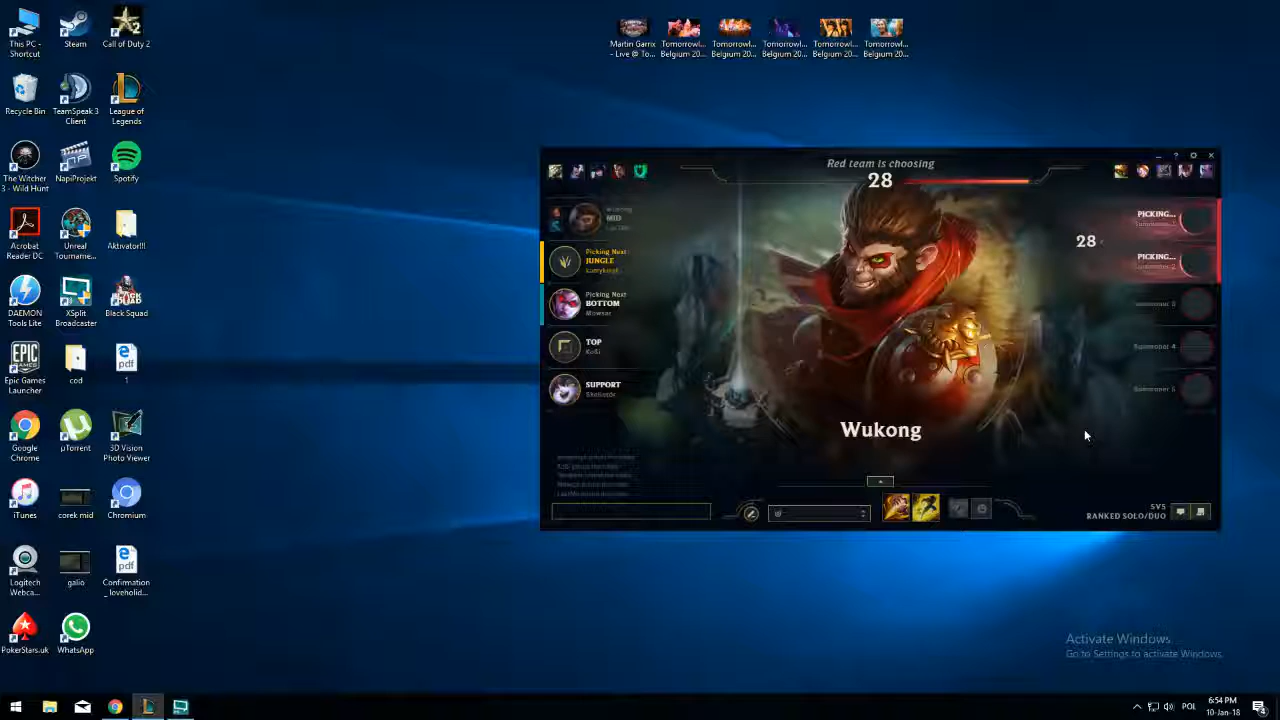 This PC -
Shortcut
Steam
Call of Duty 2
Recycle Bin
TeamSpeak 3
Client
League of
Legends
The Witcher
3 - Wild Hunt
NapiProjekt
Spotify
Acrobat
Reader DC
Unreal
Tourname...
Aktivator!!!
DAEMON
Tools Lite
XSplit
Broadcaster
Black Squad
Epic Games
Launcher
cod
1
Google
Chrome
µTorrent
3D Vision
Photo Viewer
iTunes
corek mid
Chromium
Logitech
Webca...
galio
Confirmation
_loveholid...
PokerStars.uk
WhatsApp
Martin Garrix
- Live @ To...
Tomorrowl...
Belgium 20...
Tomorrowl...
Belgium 20...
Tomorrowl...
Belgium 20...
Tomorrowl...
Belgium 20...
Tomorrowl...
Belgium 20...
Red team is choosing
28
Wukong
MID
Picking Next
JUNGLE
Picking Next
BOTTOM
TOP
SUPPORT
PICKING...
28
PICKING...
Summoner 4
Summoner 5
Wukong
5V5
RANKED SOLO/DUO
Activate Windows
Go to Settings to activate Windows.
POL
6:54 PM
10-Jan-18